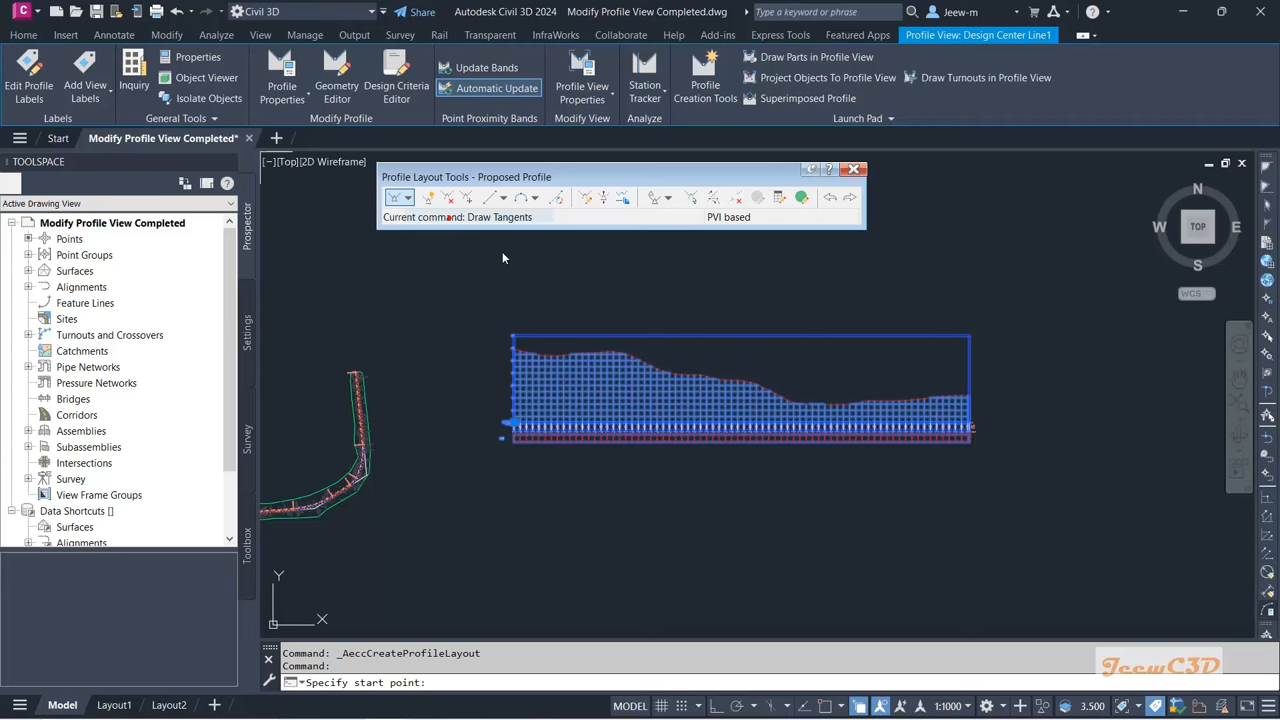 Civil 3D
Share
Autodesk Civil 3D 2024 Modify Profile View Completed.dwg
Type a keyword or phrase
Jeew-m
Home Insert Annotate Modify Analyze View Manage Output Survey Rail Transparent InfraWorks Collaborate Help Add-ins Express Tools Featured Apps Profile View: Design Center Line1
Edit Profile Labels
Add View Labels
Labels
Inquiry
Properties
Object Viewer
Isolate Objects
General Tools
Profile Properties
Geometry Editor
Design Criteria Editor
Modify Profile
Update Bands
Automatic Update
Point Proximity Bands
Profile View Properties
Modify View
Station Tracker
Analyze
Profile Creation Tools
Draw Parts in Profile View
Project Objects To Profile View
Superimposed Profile
Draw Turnouts in Profile View
Launch Pad
Start
Modify Profile View Completed*
TOOLSPACE
Active Drawing View
Modify Profile View Completed
Points
Point Groups
Surfaces
Alignments
Feature Lines
Sites
Turnouts and Crossovers
Catchments
Pipe Networks
Pressure Networks
Corridors
Assemblies
Subassemblies
Intersections
Survey
View Frame Groups
Data Shortcuts []
Surfaces
Alignments
Prospector
Settings
Survey
Toolbox
[−][Top][2D Wireframe]
Profile Layout Tools - Proposed Profile
Current command: Draw Tangents
PVI based
N
W TOP E
S
WCS
Y
X
Command: _AeccCreateProfileLayout
Command:
Specify start point:
JeewC3D
Model Layout1 Layout2
MODEL
1:1000
3.500